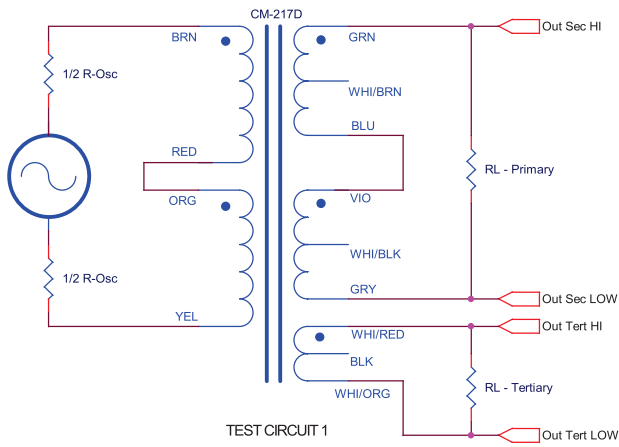 CM-217D
BRN
GRN
Out Sec HI
1/2 R-Osc
WHI/BRN
BLU
RED
RL - Primary
ORG
VIO
WHI/BLK
1/2 R-Osc
GRY
Out Sec LOW
YEL
WHI/RED
Out Tert HI
BLK
WHI/ORG
RL - Tertiary
TEST CIRCUIT 1
Out Tert LOW